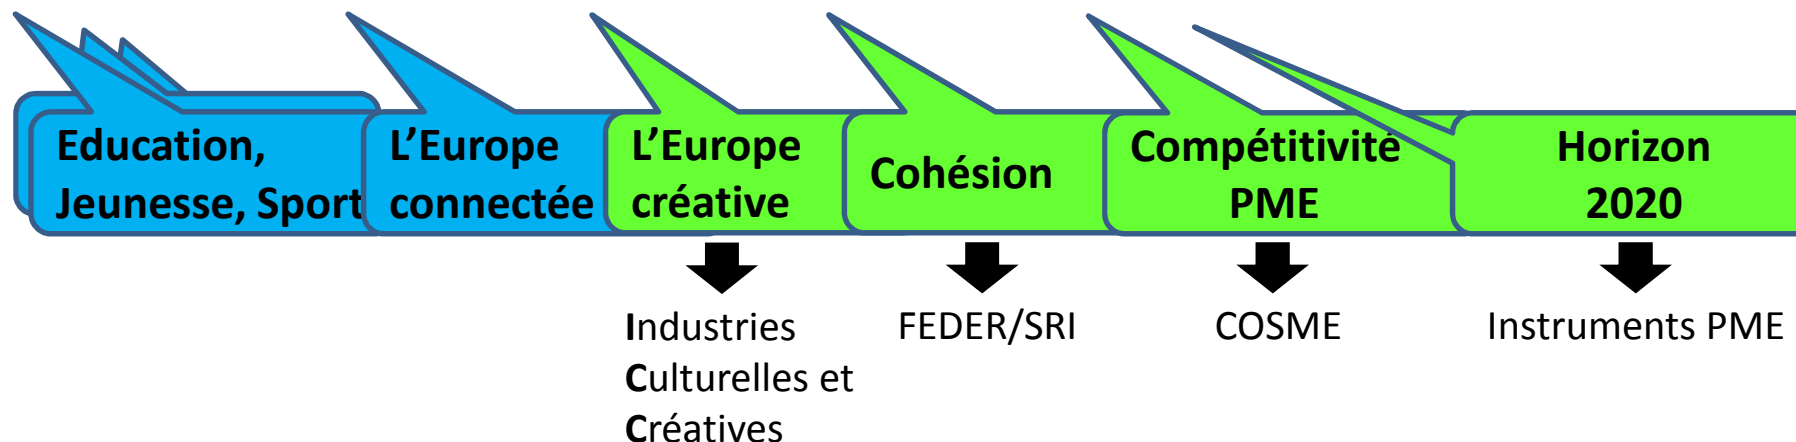 Education,
Jeunesse, Sport
L’Europe
connectée
L’Europe
créative
Cohésion
Compétitivité
PME
Horizon
2020
Industries
Culturelles et
Créatives
FEDER/SRI
COSME
Instruments PME